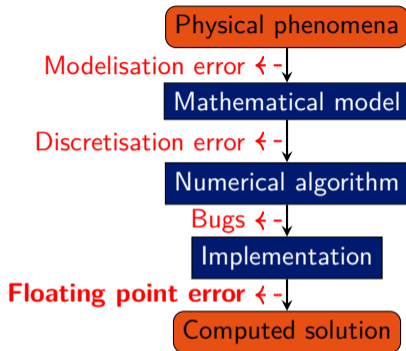 Physical phenomena
Modelisation error
Mathematical model
Discretisation error
Numerical algorithm
Bugs
Implementation
Floating point error
Computed solution